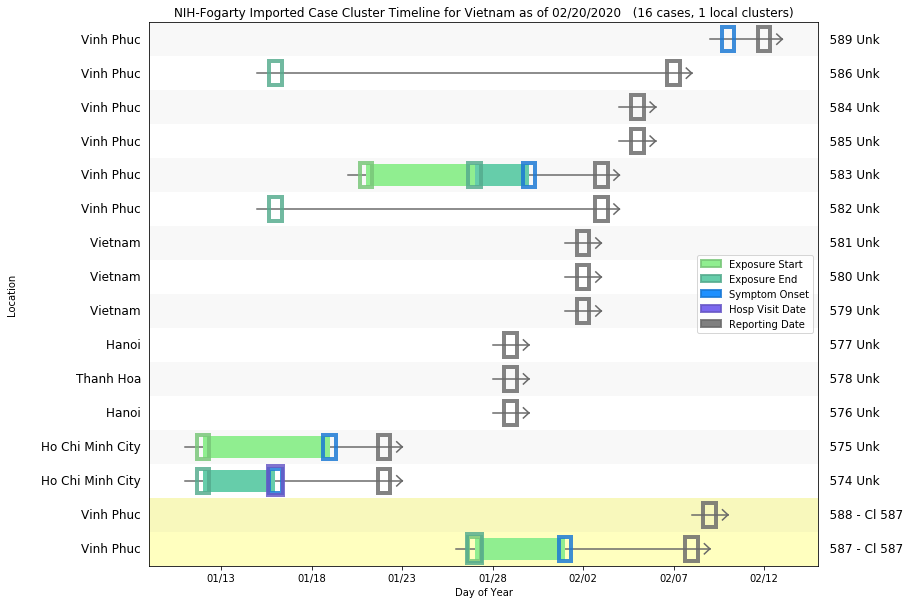 NIH-Fogarty Imported Case Cluster Timeline for Vietnam as of 02/20/2020 (16 cases, 1 local clusters)
Vinh Phuc 589 Unk
Vinh Phuc 586 Unk
Vinh Phuc 584 Unk
Vinh Phuc 585 Unk
Vinh Phuc 583 Unk
Vinh Phuc 582 Unk
Vietnam 581 Unk
Vietnam 580 Unk
Vietnam 579 Unk
Hanoi 577 Unk
Thanh Hoa 578 Unk
Hanoi 576 Unk
Ho Chi Minh City 575 Unk
Ho Chi Minh City 574 Unk
Vinh Phuc 588 - Cl 587
Vinh Phuc 587 - Cl 587
Location
Exposure Start
Exposure End
Symptom Onset
Hosp Visit Date
Reporting Date
01/13 01/18 01/23 01/28 02/02 02/07 02/12
Day of Year